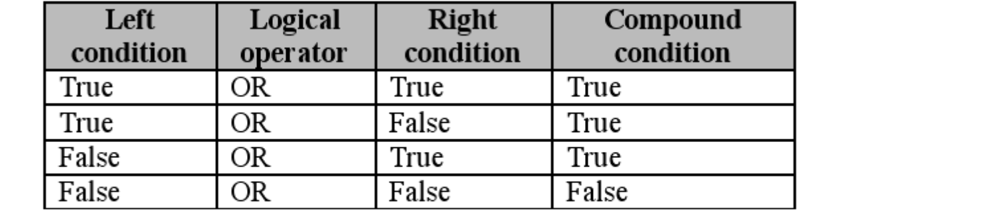 Left condition Logical operator Right condition Compound condition
True OR True True
True OR False True
False OR True True
False OR False False